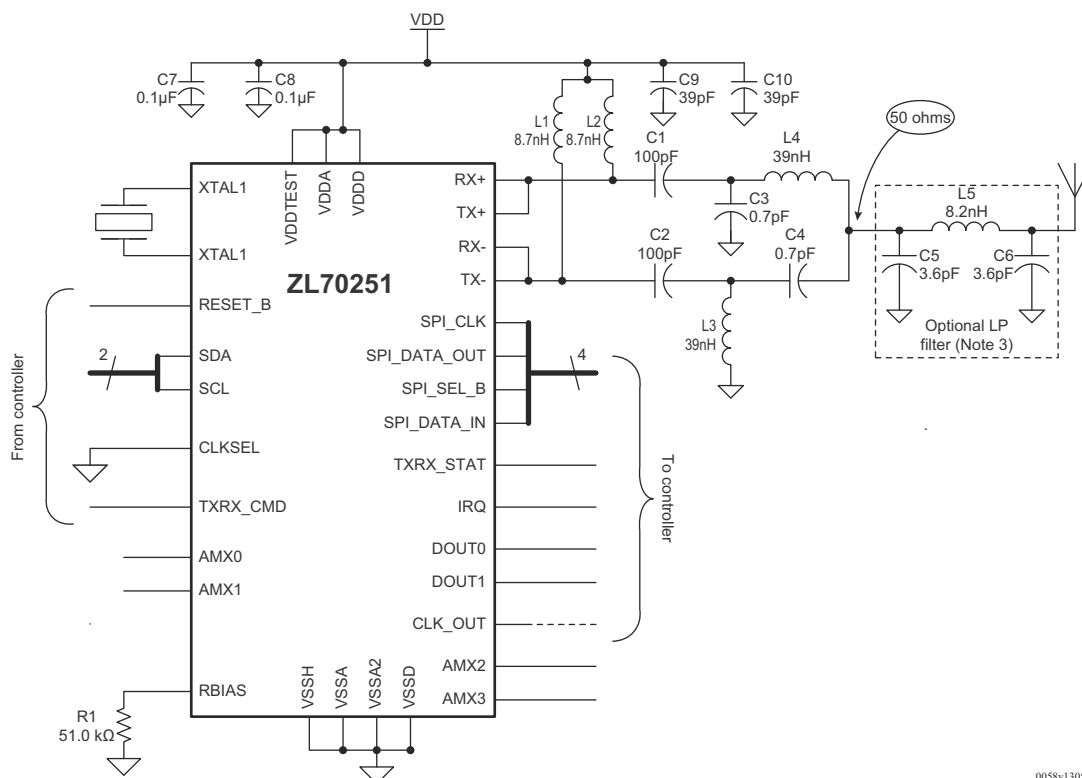 VDD
C7
0.1µF
C8
0.1µF
C9
39pF
C10
39pF
L1
8.7nH
L2
8.7nH
50 ohms
C1
100pF
L4
39nH
C3
0.7pF
C2
100pF
C4
0.7pF
L3
39nH
L5
8.2nH
C5
3.6pF
C6
3.6pF
Optional LP
filter (Note 3)
VDDTEST
VDDA
VDDD
ZL70251
XTAL1
XTAL1
RESET_B
2
SDA
SCL
CLKSEL
TXRX_CMD
AMX0
AMX1
RBIAS
From controller
R1
51.0 kΩ
RX+
TX+
RX-
TX-
SPI_CLK
SPI_DATA_OUT
SPI_SEL_B
SPI_DATA_IN
4
TXRX_STAT
IRQ
DOUT0
DOUT1
CLK_OUT
AMX2
AMX3
To controller
VSSH
VSSA
VSSA2
VSSD